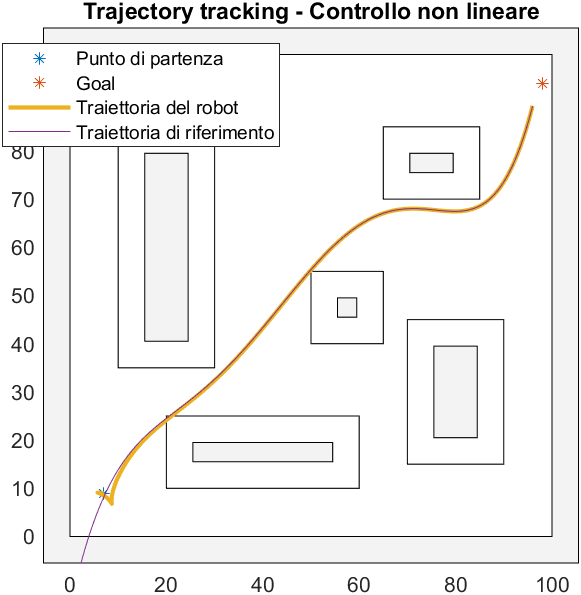 Trajectory tracking - Controllo non lineare
Punto di partenza
Goal
Traiettoria del robot
Traiettoria di riferimento
80
70
60
50
40
30
20
10
0
0 20 40 60 80 100